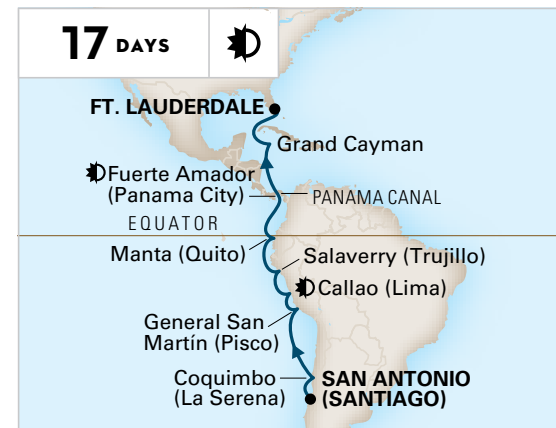 17 DAYS
FT. LAUDERDALE
Grand Cayman
Fuerte Amador
(Panama City)
PANAMA CANAL
EQUATOR
Manta (Quito)
Salaverry (Trujillo)
Callao (Lima)
General San
Martín (Pisco)
Coquimbo
(La Serena)
SAN ANTONIO
(SANTIAGO)